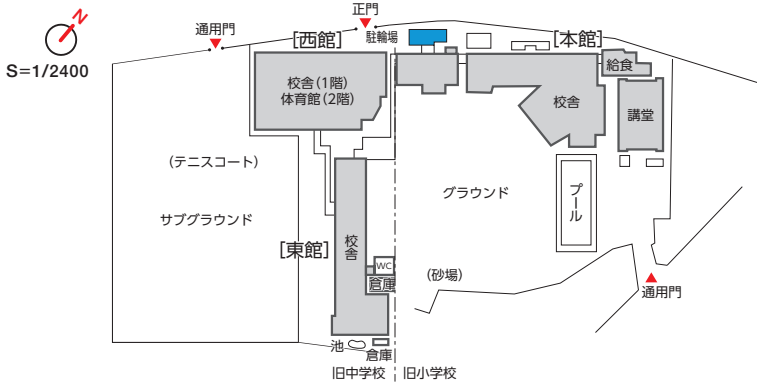 N
S=1/2400
通用門
正門
[西館]
駐輪場
[本館]
給食
校舎(1階)
体育館(2階)
校舎
講堂
(テニスコート)
サブグラウンド
グラウンド
プール
[東館]
校舎
WC
倉庫
(砂場)
通用門
池
倉庫
旧中学校
旧小学校